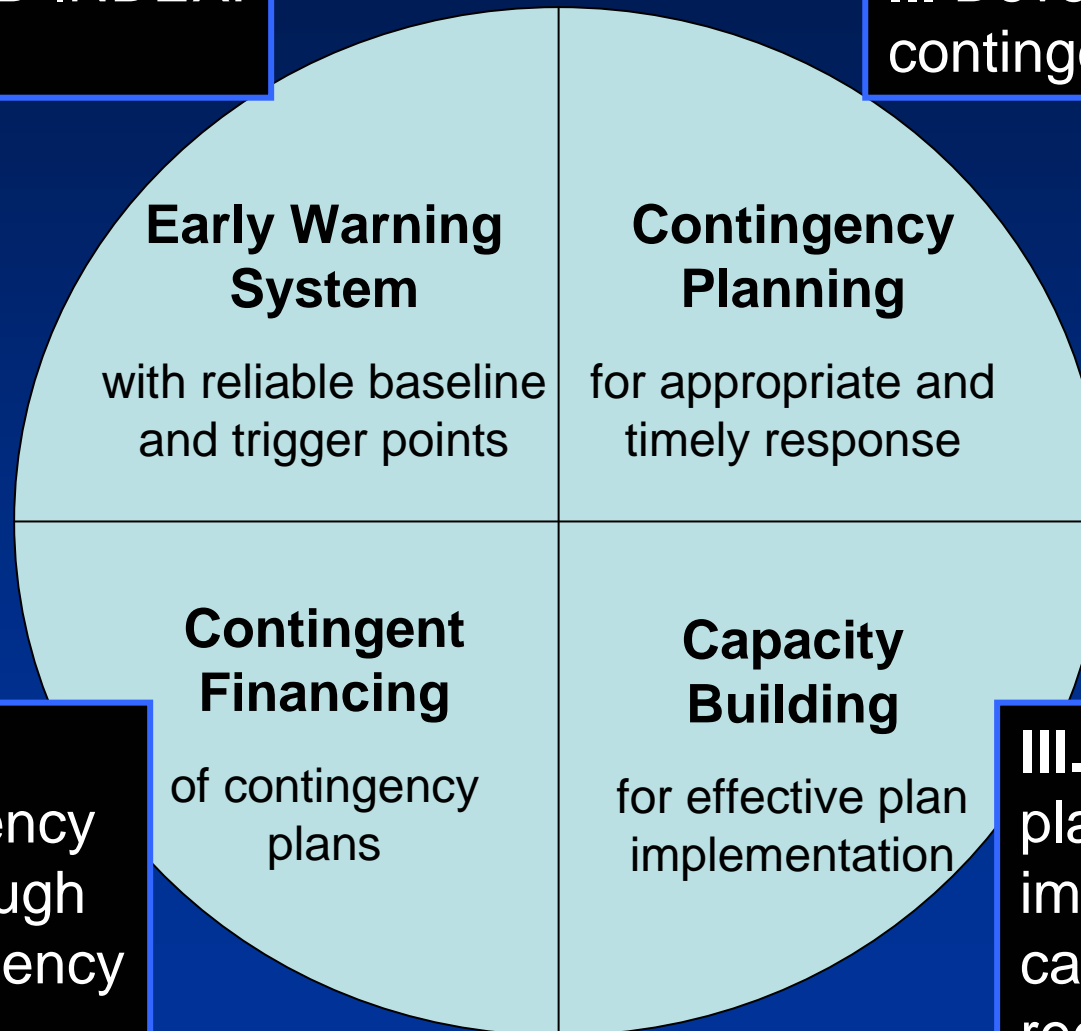 conting
Early Warning
System
with reliable baseline
and trigger points
Contingency
Planning
for appropriate and
timely response
Contingent
Financing
of contingency
plans
Capacity
Building
for effective plan
implementation
ency
ugh
ency
III.
pla
im
ca